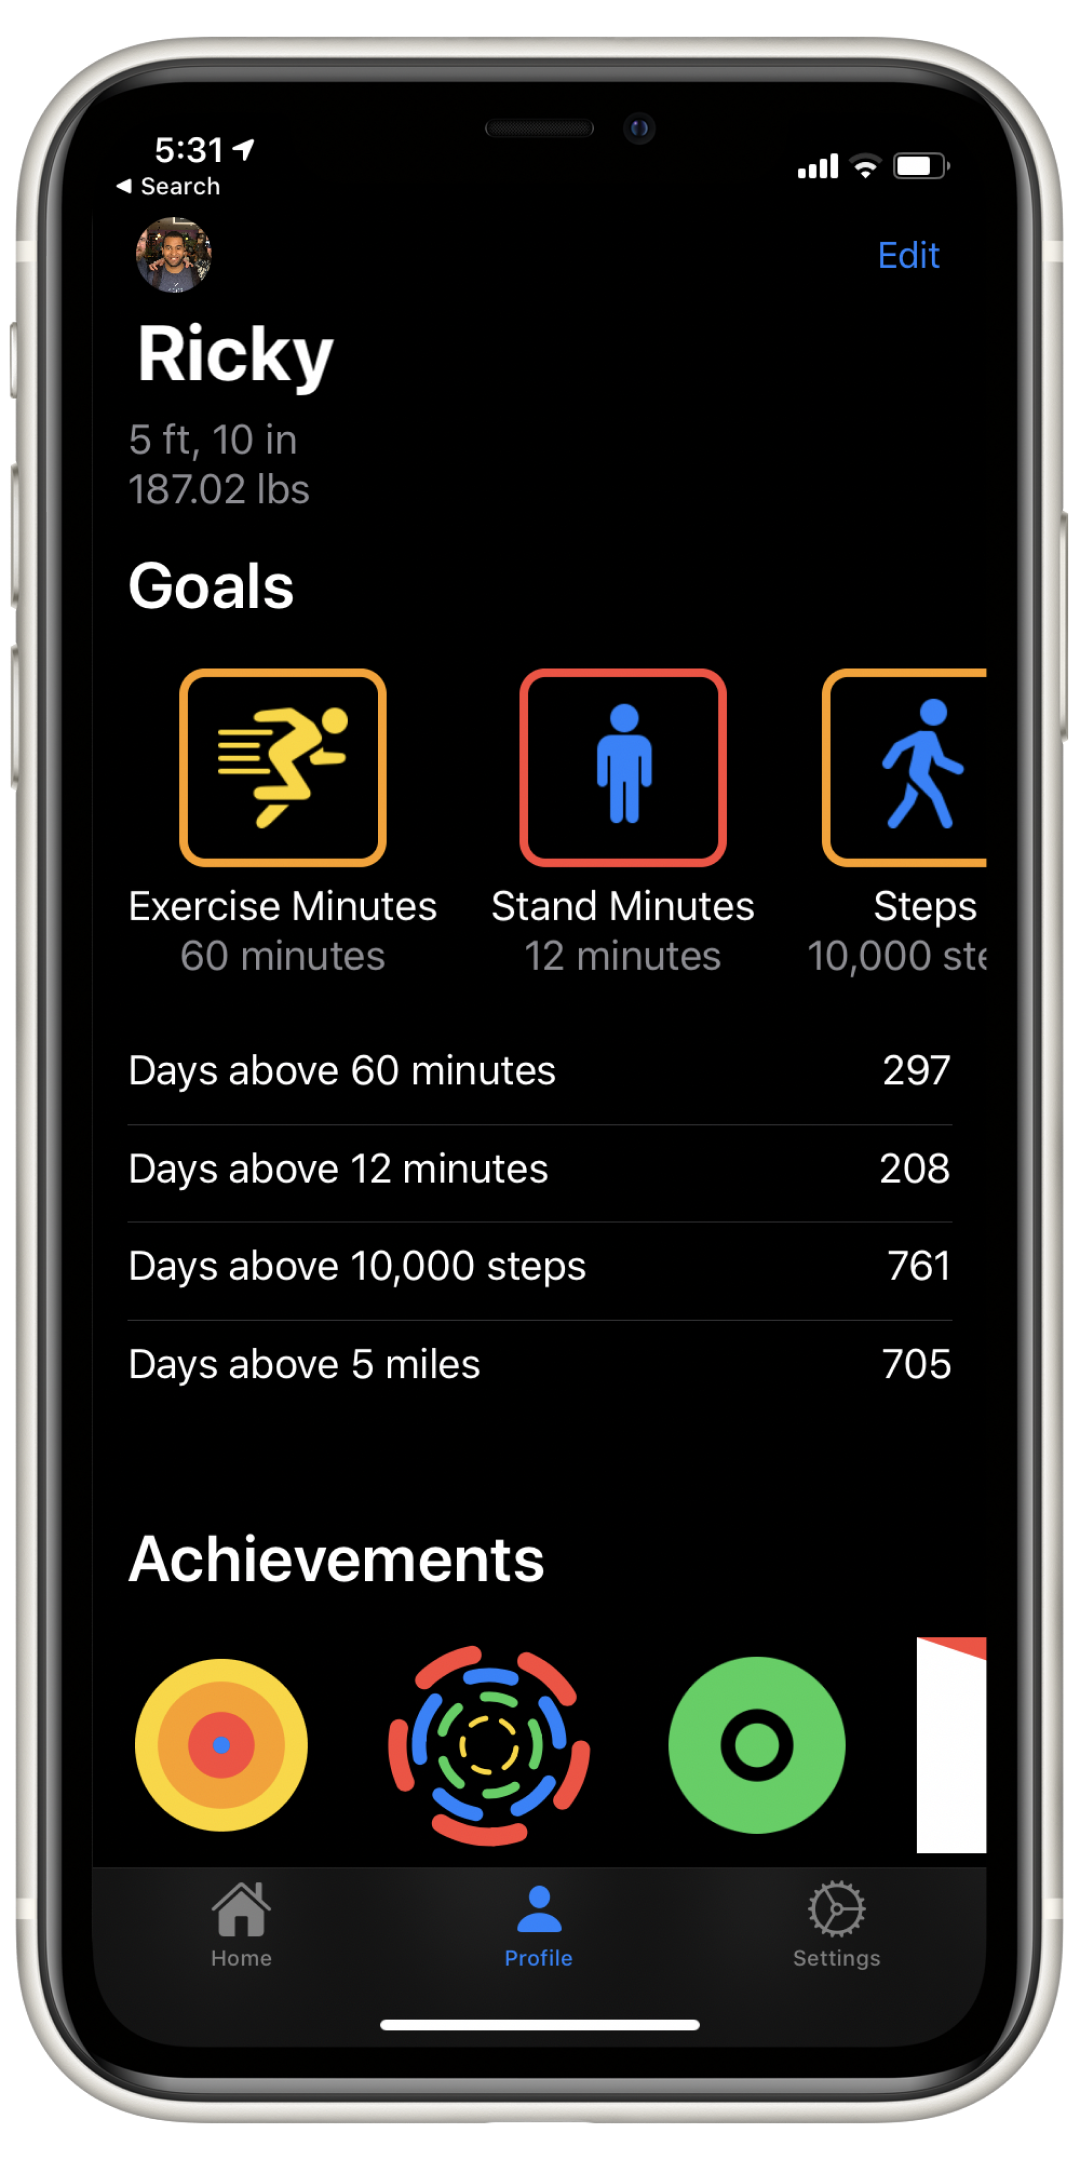 5:31
◀ Search
Edit
Ricky
5 ft, 10 in
187.02 lbs
Goals
Exercise Minutes
60 minutes
Stand Minutes
12 minutes
Steps
10,000 ste
Days above 60 minutes 297
Days above 12 minutes 208
Days above 10,000 steps 761
Days above 5 miles 705
Achievements
Home
Profile
Settings